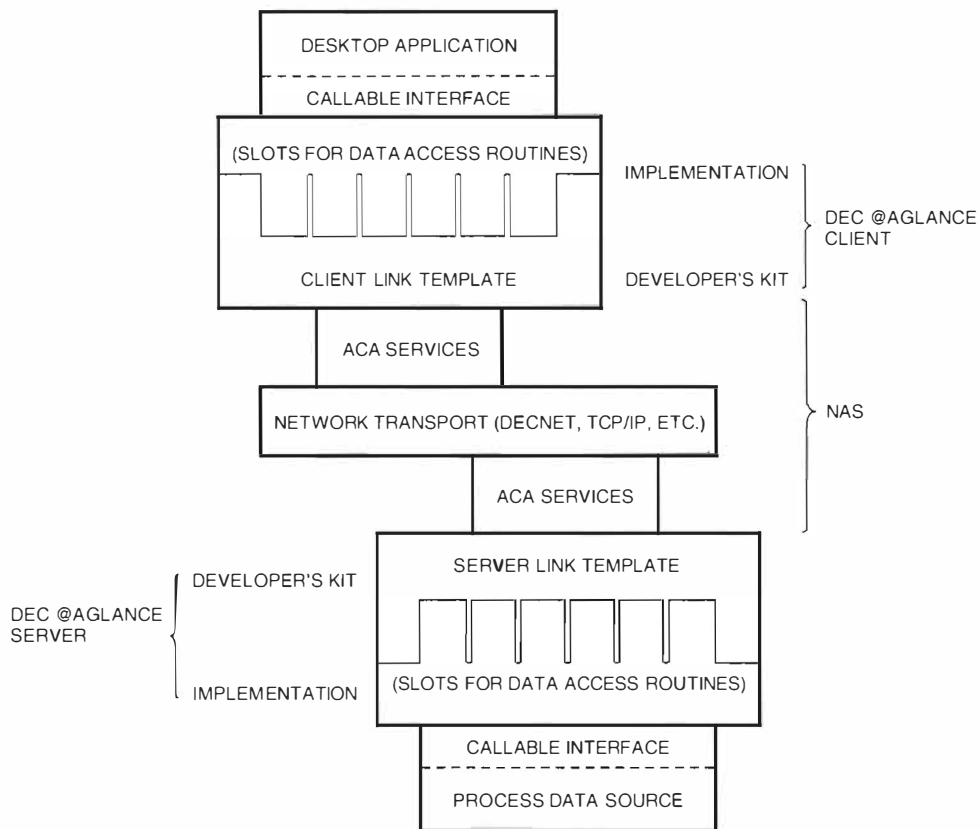 DESKTOP APPLICATION
CALLABLE INTERFACE
(SLOTS FOR DATA ACCESS ROUTINES)
IMPLEMENTATION
DEC @AGLANCE
CLIENT
CLIENT LINK TEMPLATE
DEVELOPER'S KIT
ACA SERVICES
NETWORK TRANSPORT (DECNET, TCP/IP, ETC.)
NAS
ACA SERVICES
SERVER LINK TEMPLATE
DEVELOPER'S KIT
DEC @AGLANCE
SERVER
IMPLEMENTATION
(SLOTS FOR DATA ACCESS ROUTINES)
CALLABLE INTERFACE
PROCESS DATA SOURCE